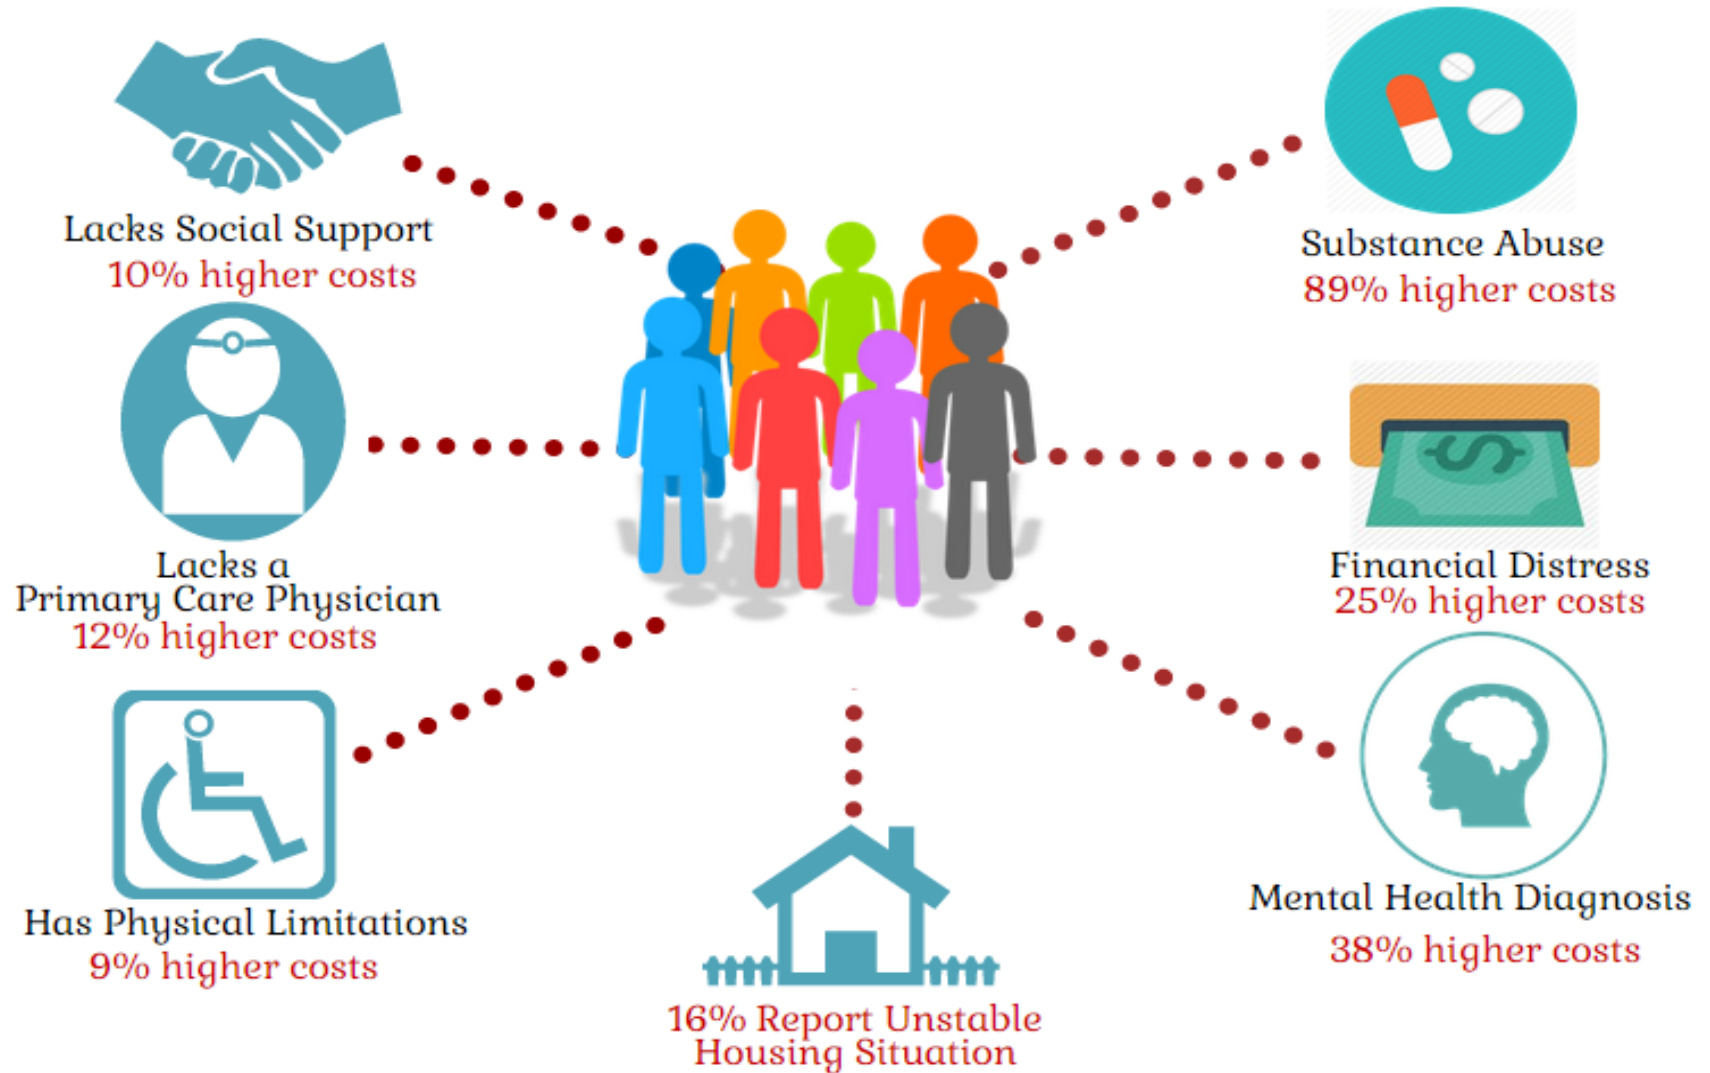 Lacks Social Support
10% higher costs
Lacks a
Primary Care Physician
12% higher costs
Has Physical Limitations
9% higher costs
16% Report Unstable
Housing Situation
Substance Abuse
89% higher costs
Financial Distress
25% higher costs
Mental Health Diagnosis
38% higher costs